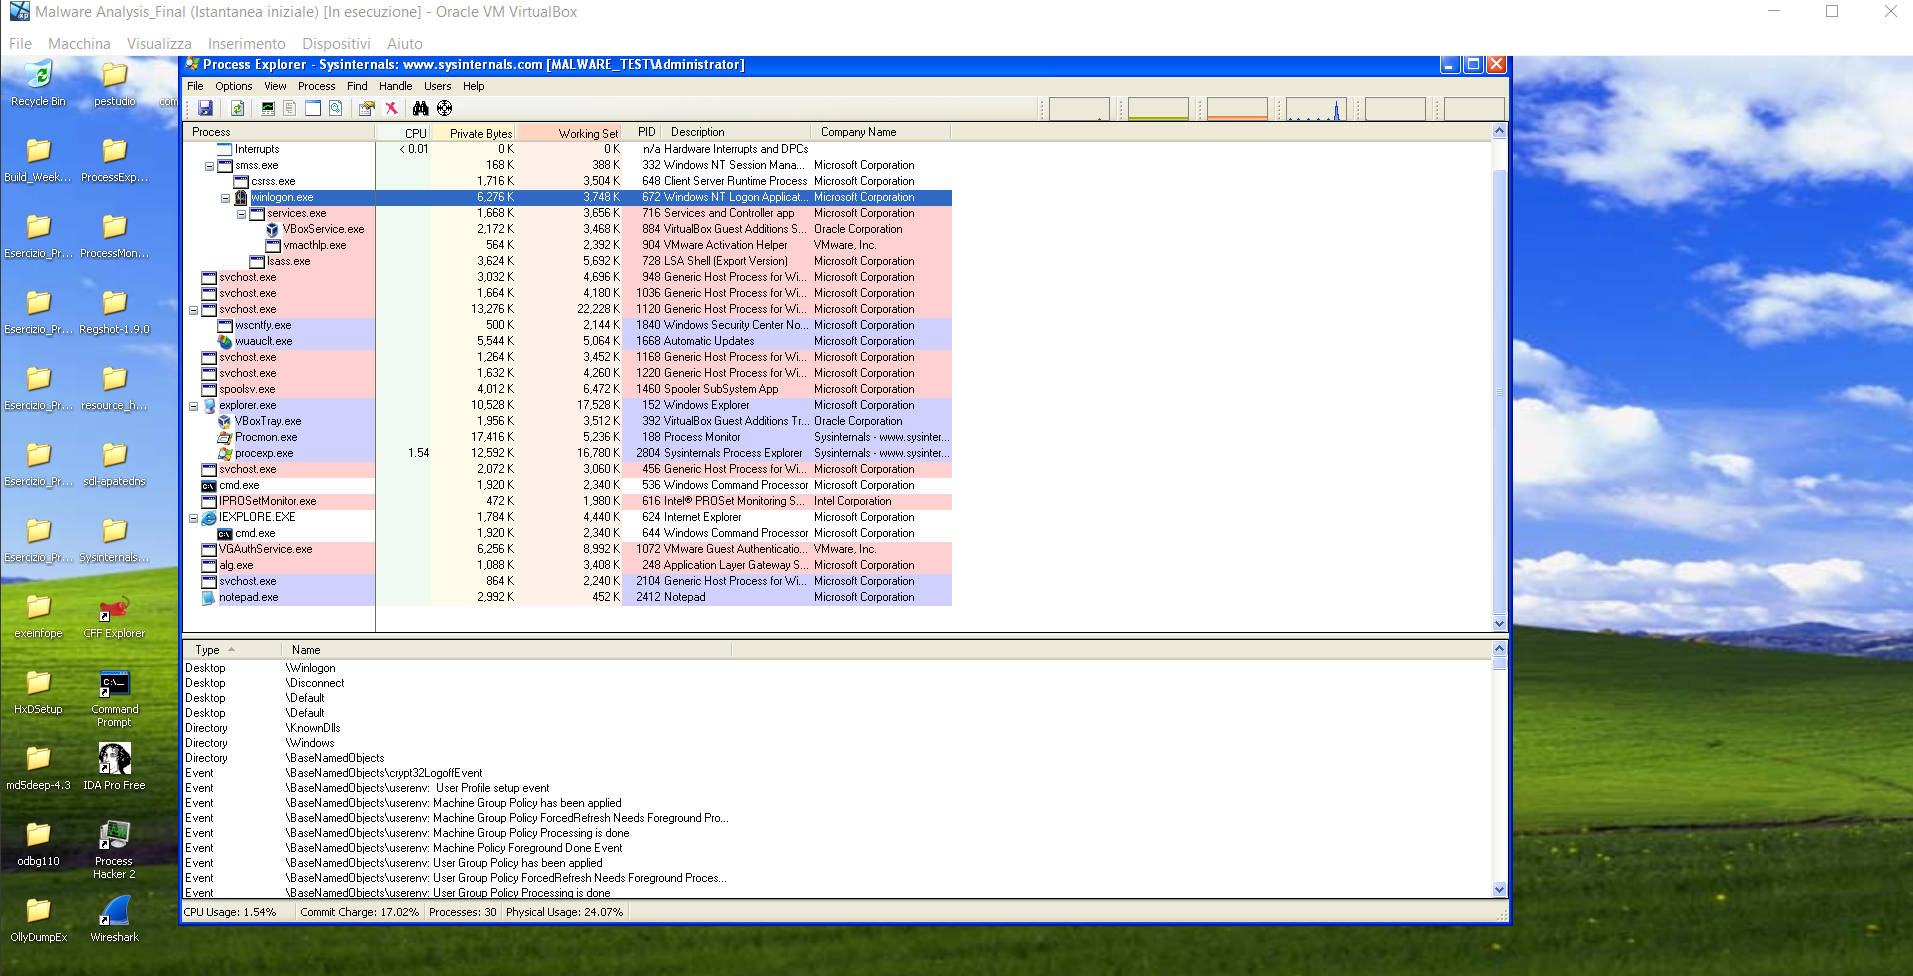 Malware Analysis_Final (Istantanea iniziale) [In esecuzione] - Oracle VM VirtualBox
File Macchina Visualizza Inserimento Dispositivi Aiuto
Process Explorer - Sysinternals: www.sysinternals.com [MALWARE_TEST\Administrator]
File Options View Process Find Handle Users Help
Process CPU Private Bytes Working Set PID Description Company Name
Interrupts < 0.01 0 K 0 K n/a Hardware Interrupts and DPCs
smss.exe 168 K 388 K 332 Windows NT Session Mana... Microsoft Corporation
csrss.exe 1,716 K 3,504 K 648 Client Server Runtime Process Microsoft Corporation
winlogon.exe 6,276 K 3,748 K 672 Windows NT Logon Applicat... Microsoft Corporation
services.exe 1,668 K 3,656 K 716 Services and Controller app Microsoft Corporation
VBoxService.exe 2,172 K 3,468 K 884 VirtualBox Guest Additions S... Oracle Corporation
vmacthlp.exe 564 K 2,392 K 904 VMware Activation Helper VMware, Inc.
lsass.exe 3,624 K 5,692 K 728 LSA Shell (Export Version) Microsoft Corporation
svchost.exe 3,032 K 4,696 K 948 Generic Host Process for Wi... Microsoft Corporation
svchost.exe 1,664 K 4,180 K 1036 Generic Host Process for Wi... Microsoft Corporation
svchost.exe 13,276 K 22,228 K 1120 Generic Host Process for Wi... Microsoft Corporation
wscntfy.exe 500 K 2,144 K 1840 Windows Security Center No... Microsoft Corporation
wuauclt.exe 5,544 K 5,064 K 1668 Automatic Updates Microsoft Corporation
svchost.exe 1,264 K 3,452 K 1168 Generic Host Process for Wi... Microsoft Corporation
svchost.exe 1,632 K 4,260 K 1220 Generic Host Process for Wi... Microsoft Corporation
spoolsv.exe 4,012 K 6,472 K 1460 Spooler SubSystem App Microsoft Corporation
explorer.exe 10,528 K 17,528 K 152 Windows Explorer Microsoft Corporation
VBoxTray.exe 1,956 K 3,512 K 392 VirtualBox Guest Additions Tr... Oracle Corporation
Procmon.exe 17,416 K 5,236 K 188 Process Monitor Sysinternals - www.sysinter...
procexp.exe 1.54 12,592 K 16,780 K 2804 Sysinternals Process Explorer Sysinternals - www.sysinter...
svchost.exe 2,072 K 3,060 K 456 Generic Host Process for Wi... Microsoft Corporation
cmd.exe 1,920 K 2,340 K 536 Windows Command Processor Microsoft Corporation
IPROSetMonitor.exe 472 K 1,980 K 616 Intel® PROSet Monitoring S... Intel Corporation
IEXPLORE.EXE 1,784 K 4,440 K 624 Internet Explorer Microsoft Corporation
cmd.exe 1,920 K 2,340 K 644 Windows Command Processor Microsoft Corporation
VGAuthService.exe 6,256 K 8,992 K 1072 VMware Guest Authenticatio... VMware, Inc.
alg.exe 1,088 K 3,408 K 248 Application Layer Gateway S... Microsoft Corporation
svchost.exe 864 K 2,240 K 2104 Generic Host Process for Wi... Microsoft Corporation
notepad.exe 2,992 K 452 K 2412 Notepad Microsoft Corporation
Type Name
Desktop \Winlogon
Desktop \Disconnect
Desktop \Default
Desktop \Default
Directory \KnownDlls
Directory \Windows
Directory \BaseNamedObjects
Event \BaseNamedObjects\crypt32LogoffEvent
Event \BaseNamedObjects\userenv: User Profile setup event
Event \BaseNamedObjects\userenv: Machine Group Policy has been applied
Event \BaseNamedObjects\userenv: Machine Group Policy ForcedRefresh Needs Foreground Pro...
Event \BaseNamedObjects\userenv: Machine Group Policy Processing is done
Event \BaseNamedObjects\userenv: Machine Policy Foreground Done Event
Event \BaseNamedObjects\userenv: User Group Policy has been applied
Event \BaseNamedObjects\userenv: User Group Policy ForcedRefresh Needs Foreground Proces...
Event \BaseNamedObjects\userenv: User Group Policy Processing is done
CPU Usage: 1.54% Commit Charge: 17.02% Processes: 30 Physical Usage: 24.07%
Recycle Bin pestudio com
Build_Week... ProcessExp...
Esercizio_Pr... ProcessMon...
Esercizio_Pr... Regshot-1.9.0
Esercizio_Pr... resource_h...
Esercizio_Pr... sdl-apatedns
Esercizio_Pr... Sysinternals...
exeinfope CFF Explorer
C:\_
HxDSetup Command
Prompt
md5deep-4.3 IDA Pro Free
odbg110 Process
Hacker 2
OllyDumpEx Wireshark